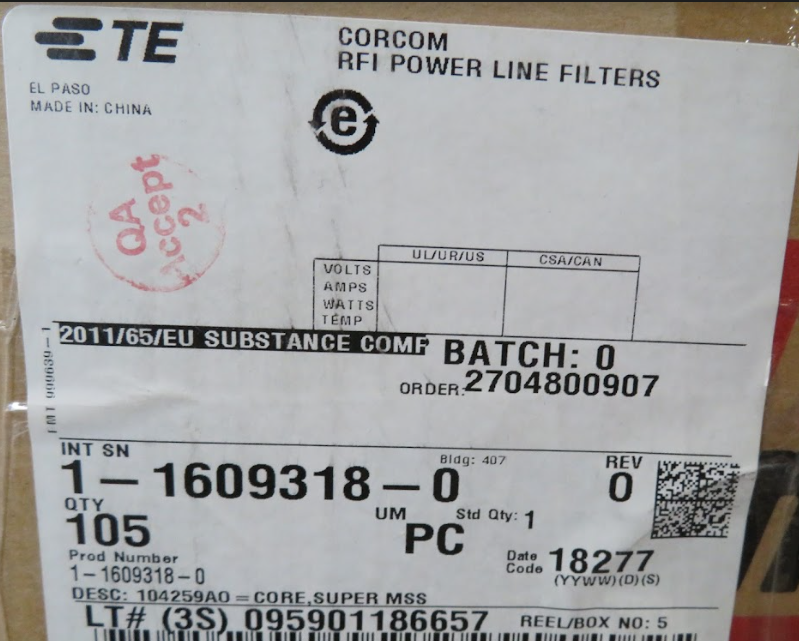 TE
CORCOM
RFI POWER LINE FILTERS
EL PASO
MADE IN: CHINA
e
QA
Accept
2
UL/UR/US CSA/CAN
VOLTS
AMPS
WATTS
TEMP
2011/65/EU SUBSTANCE COMP
BATCH: 0
ORDER:2704800907
FMT 999639-1
INT SN
Bldg: 407
REV
1-1609318-0
0
QTY
105
UM
PC
Std Qty: 1
Prod Number
1-1609318-0
Date Code 18277
(YYWW)(D)(S)
DESC: 104259A0 = CORE,SUPER MSS
LT# (3S) 095901186657
REEL/BOX NO: 5